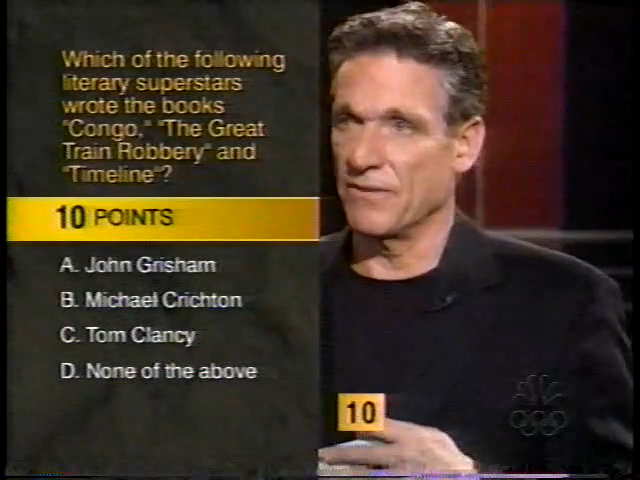 Which of the following
literary superstars
wrote the books
"Congo," "The Great
Train Robbery" and
"Timeline"?
10 POINTS
A. John Grisham
B. Michael Crichton
C. Tom Clancy
D. None of the above
10